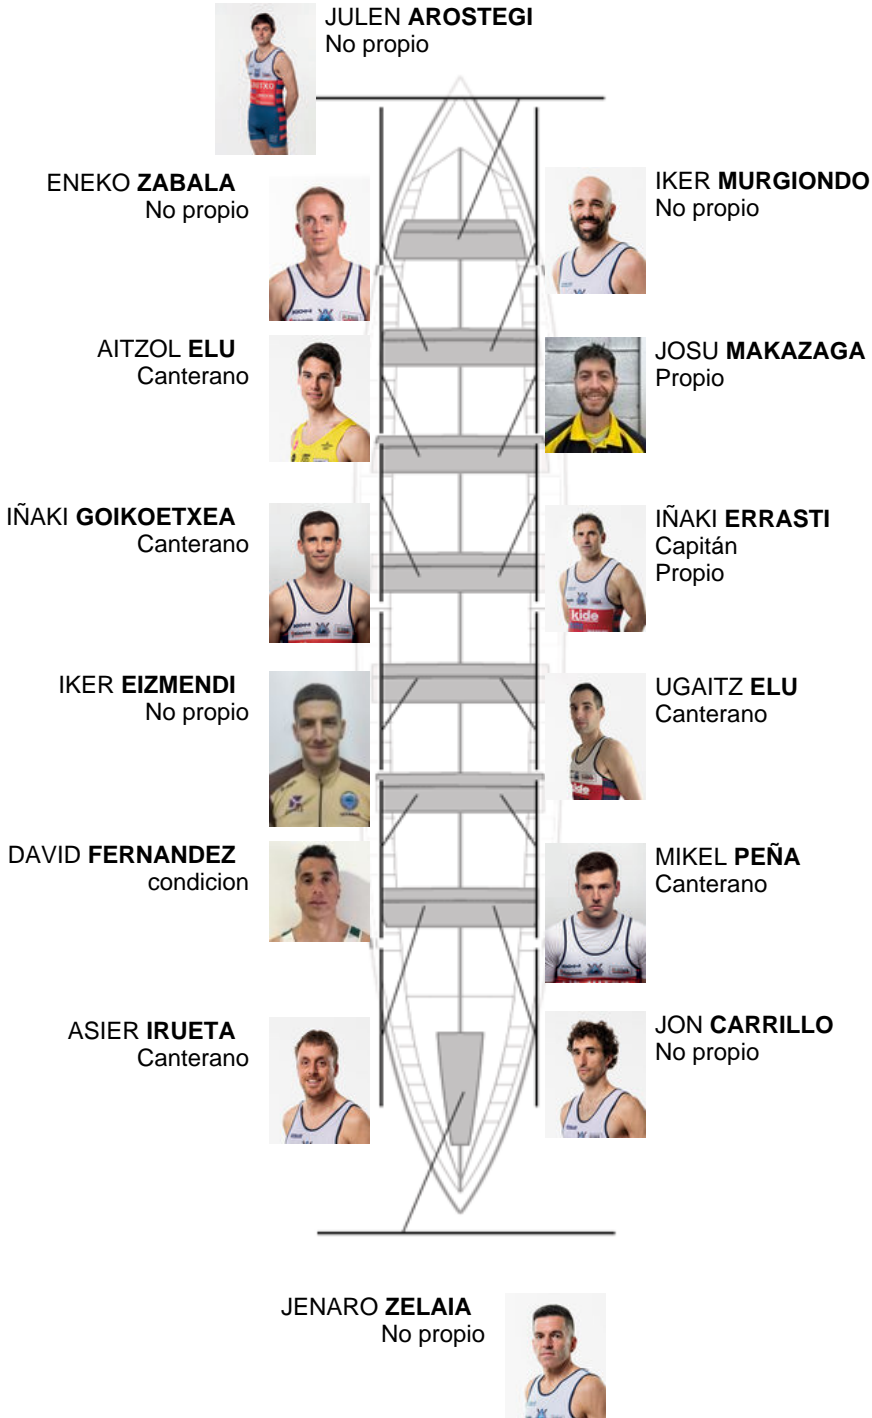 JULEN AROSTEGI
No propio
ENEKO ZABALA
No propio
IKER MURGIONDO
No propio
AITZOL ELU
Canterano
JOSU MAKAZAGA
Propio
IÑAKI GOIKOETXEA
Canterano
IÑAKI ERRASTI
Capitán
Propio
kide
IKER EIZMENDI
No propio
UGAITZ ELU
Canterano
kide
DAVID FERNANDEZ
condicion
MIKEL PEÑA
Canterano
ASIER IRUETA
Canterano
JON CARRILLO
No propio
JENARO ZELAIA
No propio